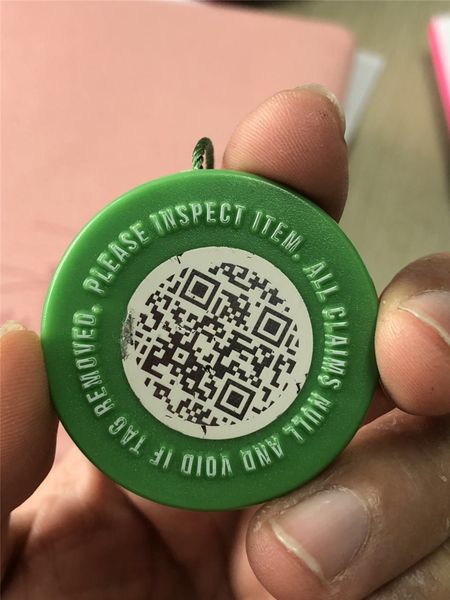 PLEASE INSPECT ITEM. ALL CLAIMS NULL AND VOID IF TAG REMOVED.